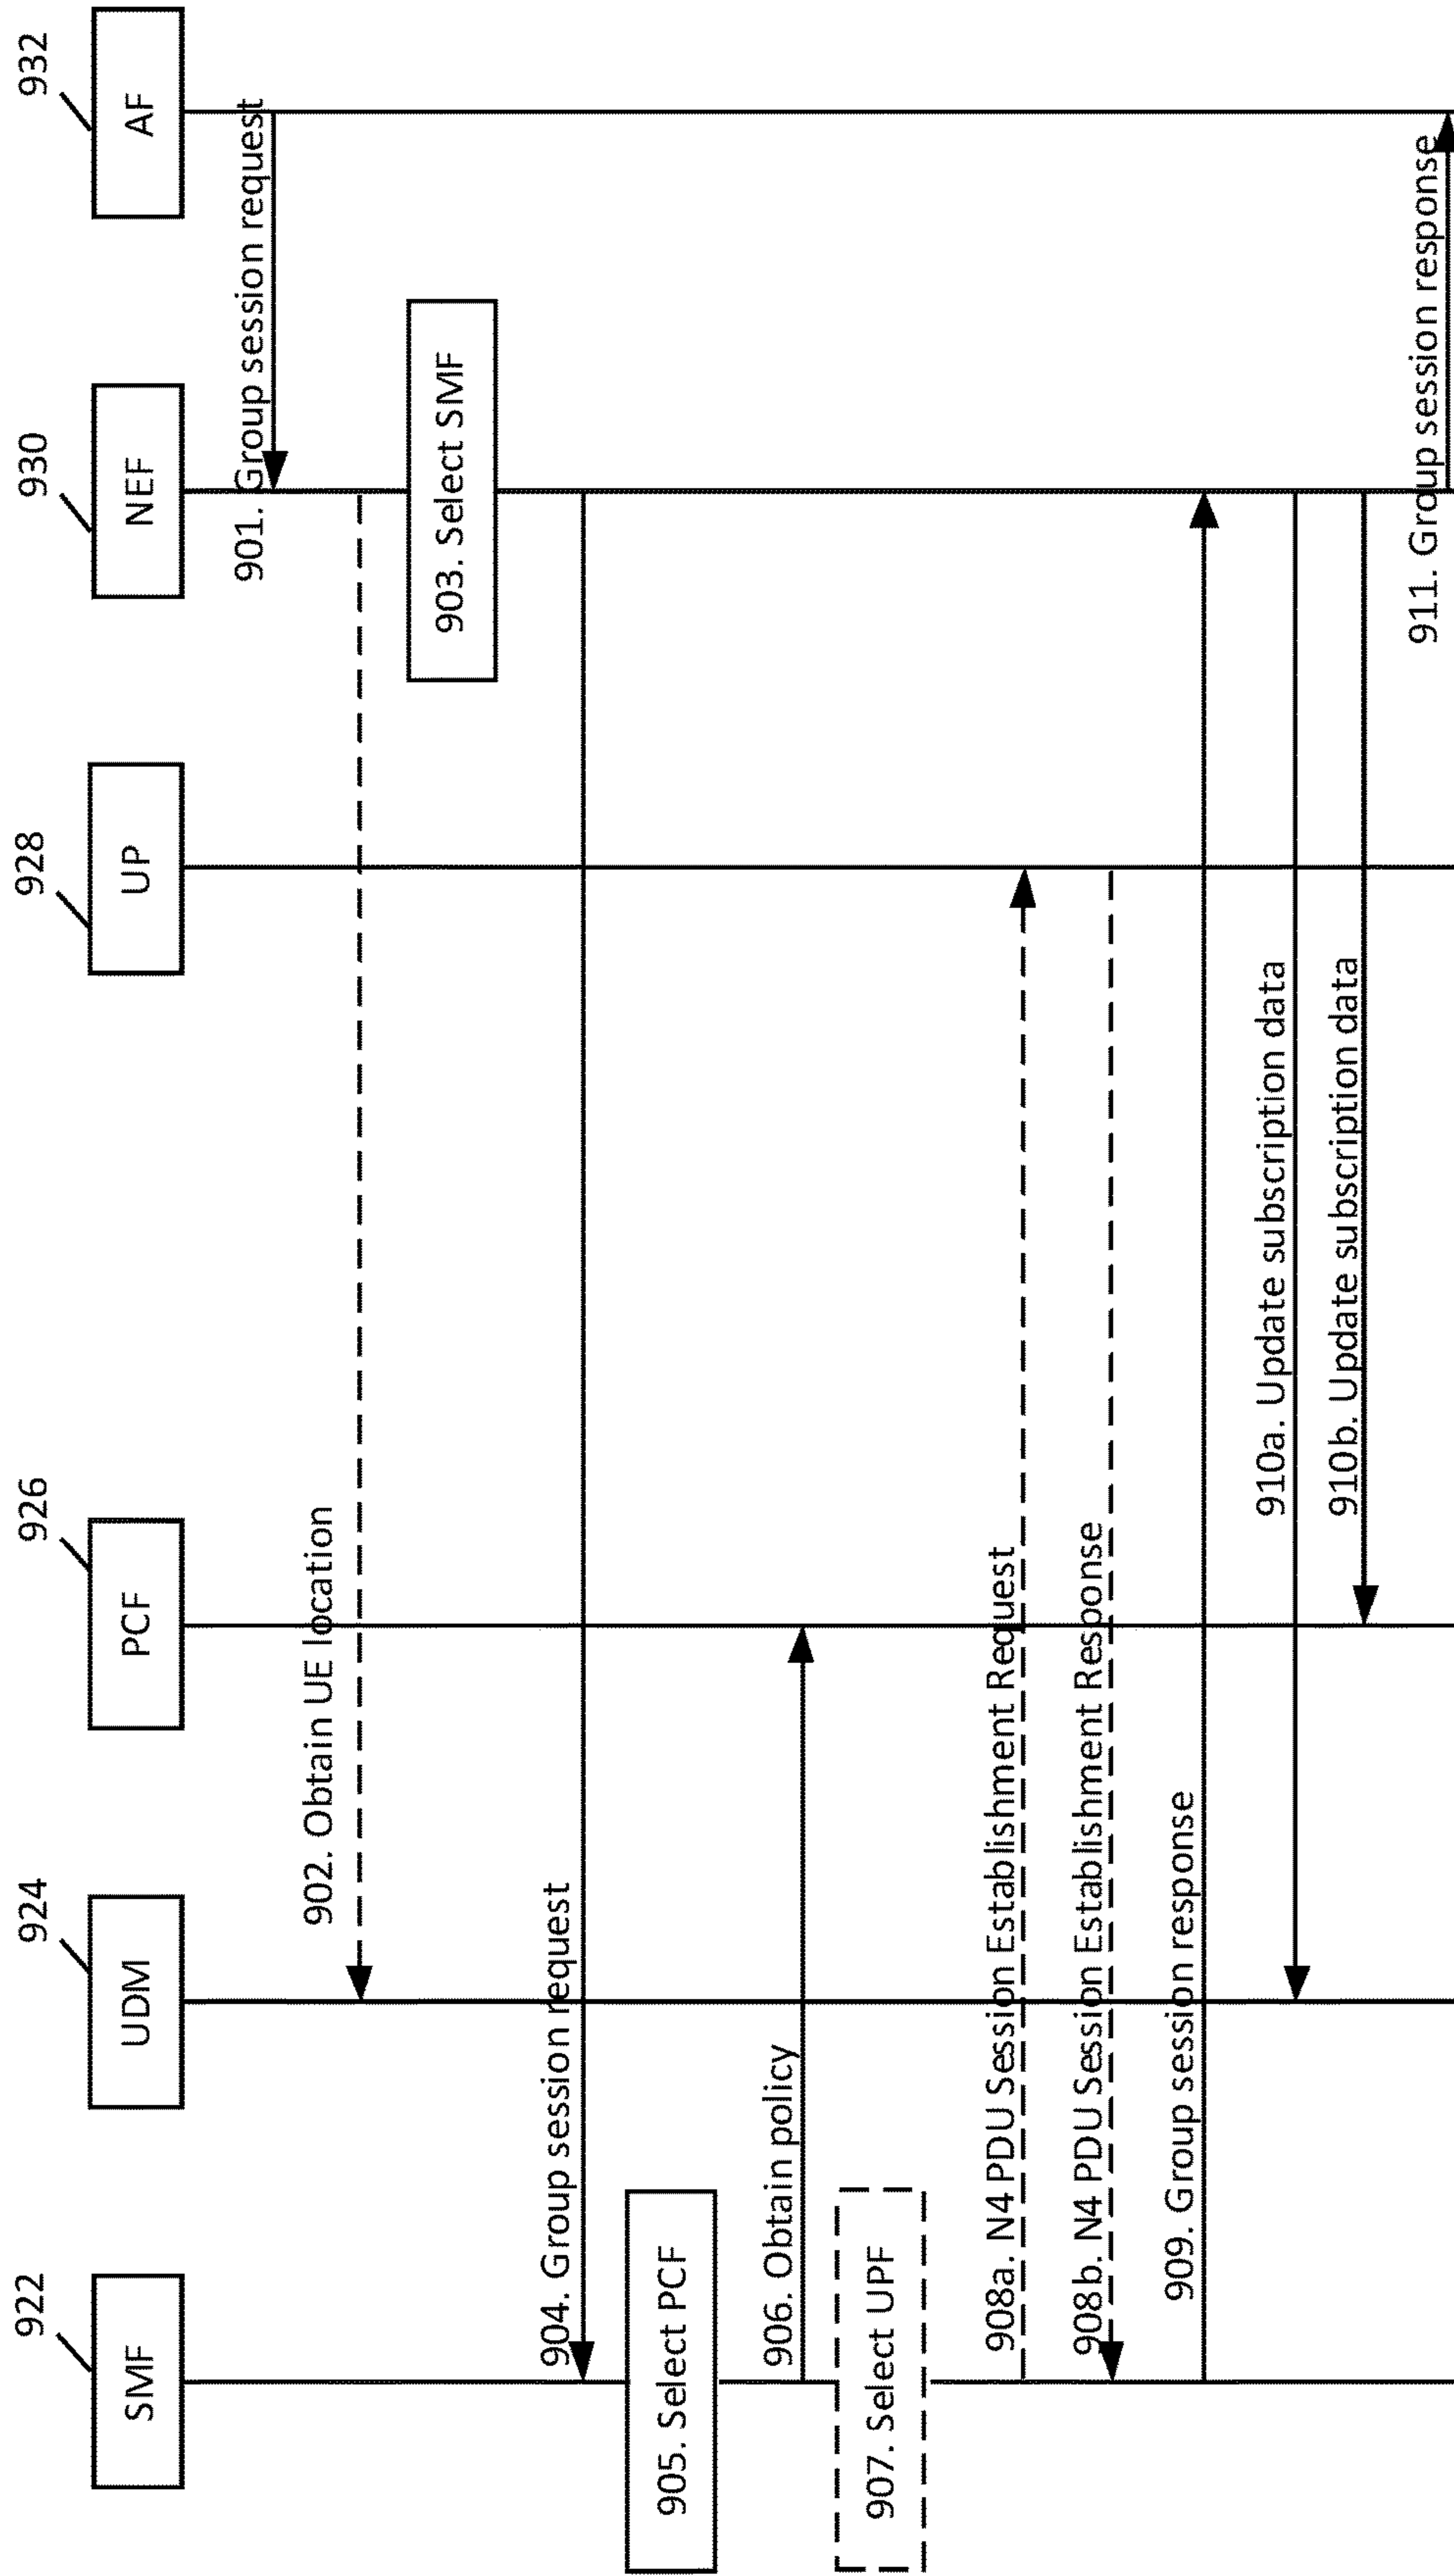 922
924
926
928
930
932
SMF
UDM
PCF
UP
NEF
AF
901. Group session request
902. Obtain UE location
903. Select SMF
904. Group session request
905. Select PCF
906. Obtain policy
907. Select UPF
908a. N4 PDU Session Establishment Request
908b. N4 PDU Session Establishment Response
909. Group session response
910a. Update subscription data
910b. Update subscription data
911. Group session response